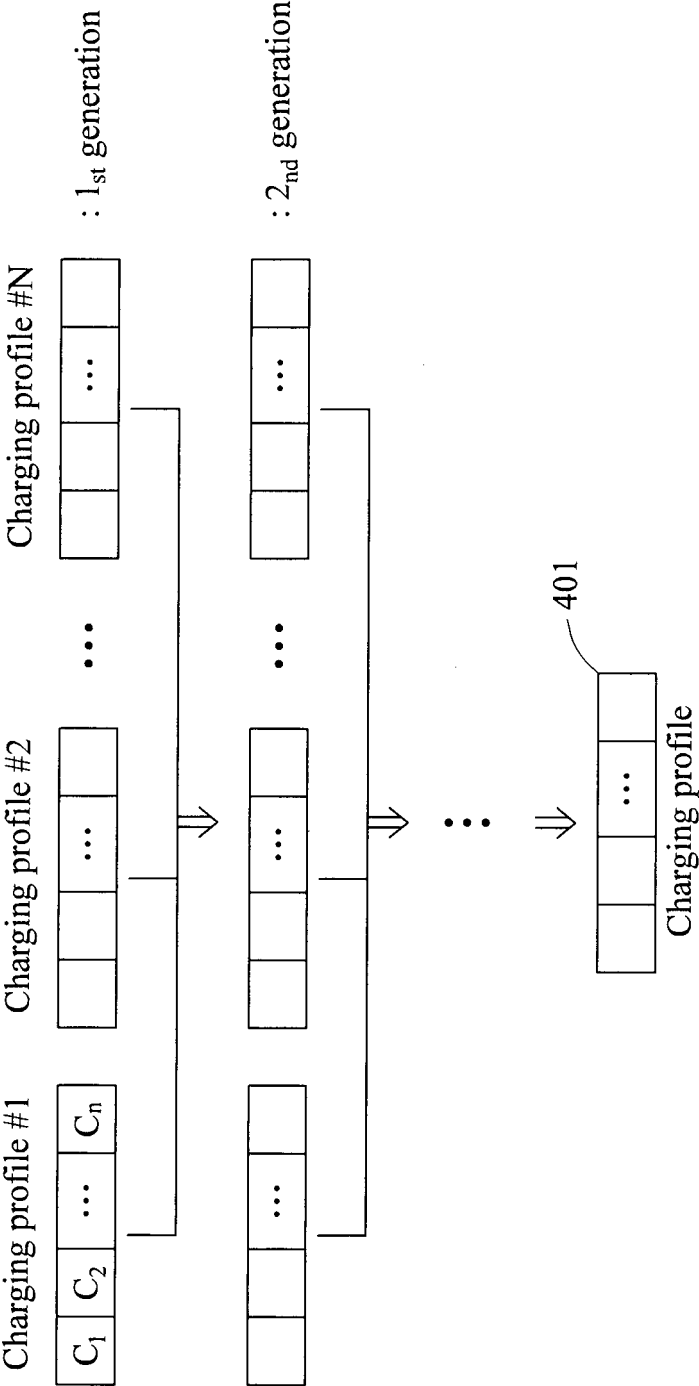 Charging profile #1
Charging profile #2
...
Charging profile #N
C1 C2 ... Cn
...
...
: 1st generation
...
...
...
...
: 2nd generation
...
401
...
Charging profile